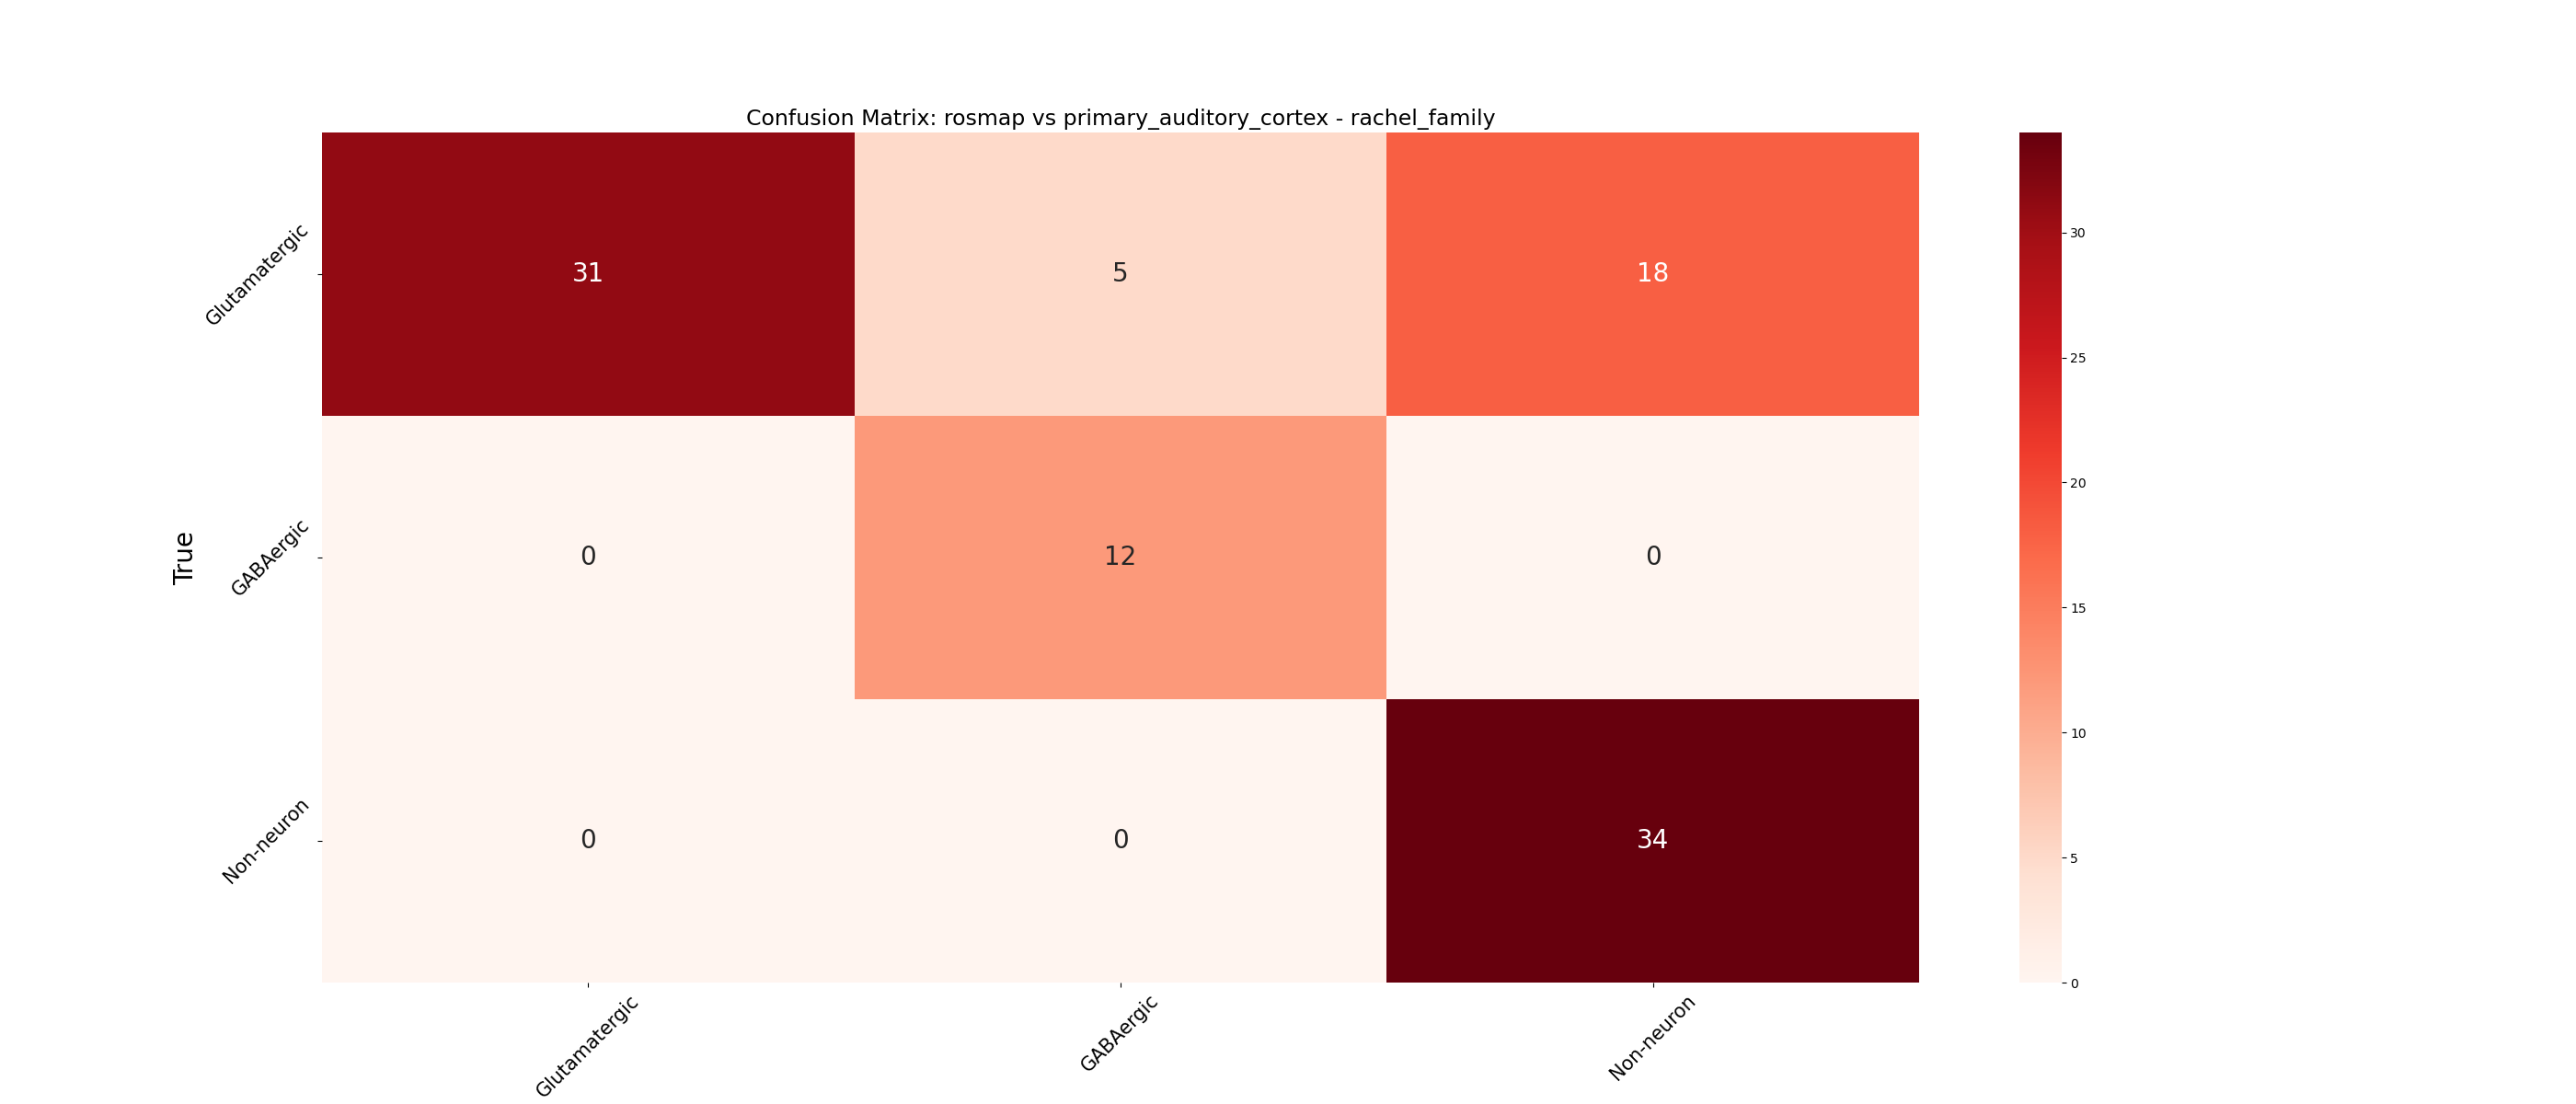 Confusion Matrix: rosmap vs primary_auditory_cortex - rachel_family
True
Glutamatergic
31
5
18
GABAergic
0
12
0
Non-neuron
0
0
34
Glutamatergic
GABAergic
Non-neuron
30
25
20
15
10
5
0